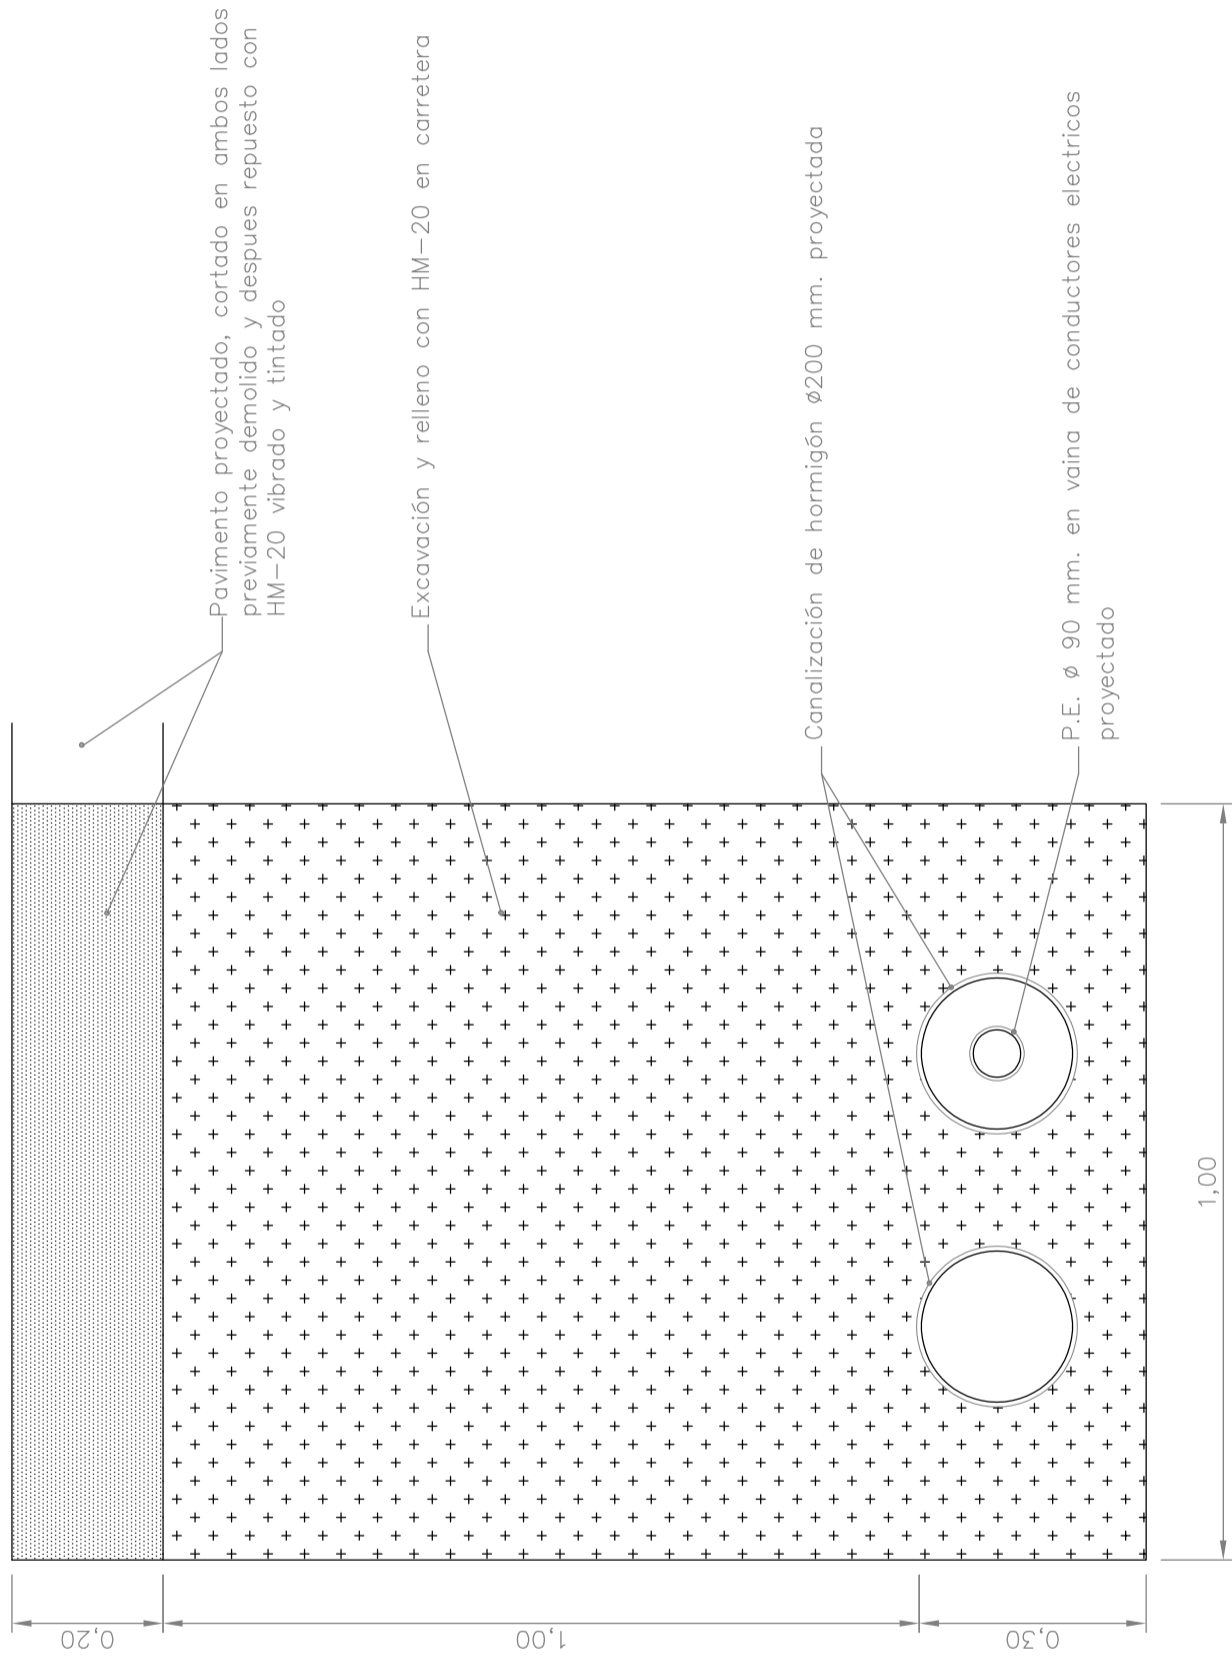 Pavimento proyectado, cortado en ambos lados
previamente demolido y despues repuesto con
HM-20 vibrado y tintado
Excavación y relleno con HM-20 en carretera
Canalización de hormigón ø200 mm. proyectada
P.E. ø 90 mm. en vaina de conductores electricos
proyectado
0,20
1,00
0,30
1,00